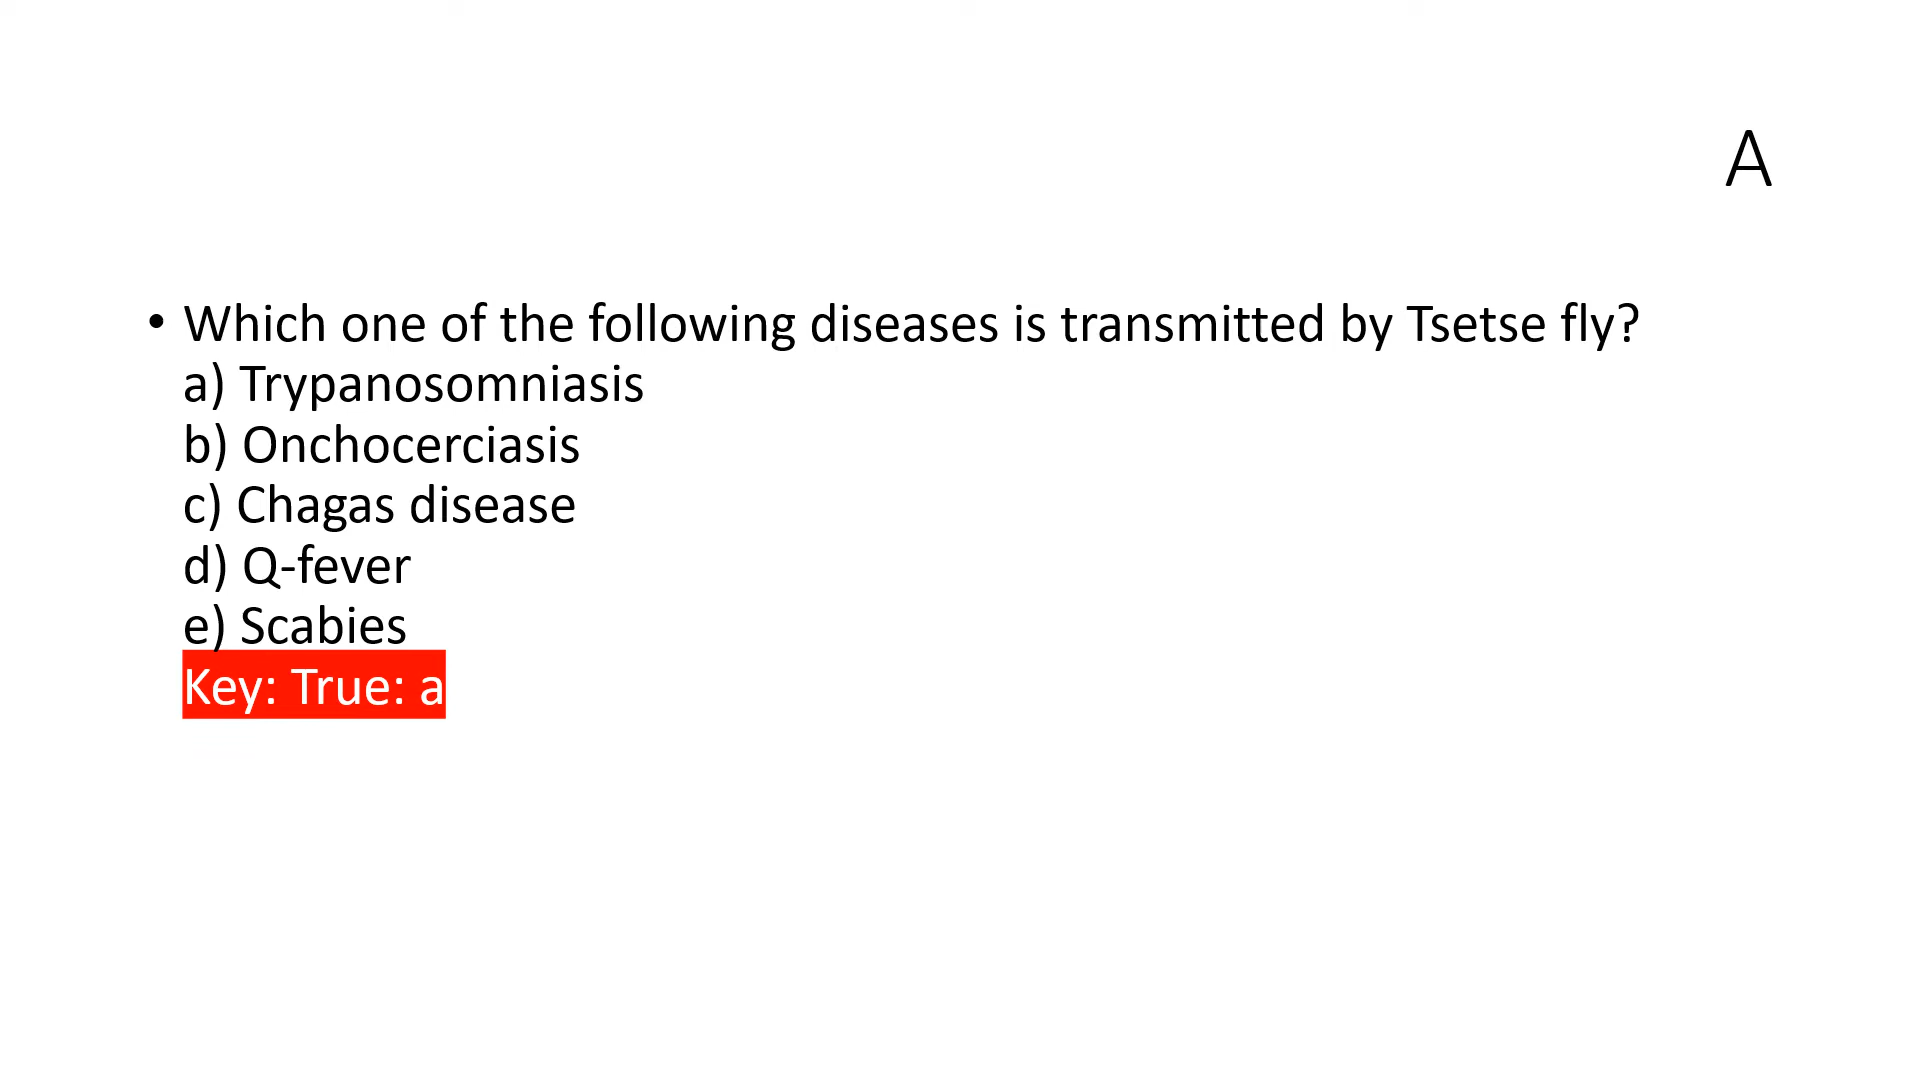 A
• Which one of the following diseases is transmitted by Tsetse fly?
a) Trypanosomniasis
b) Onchocerciasis
c) Chagas disease
d) Q-fever
e) Scabies
Key: True: a